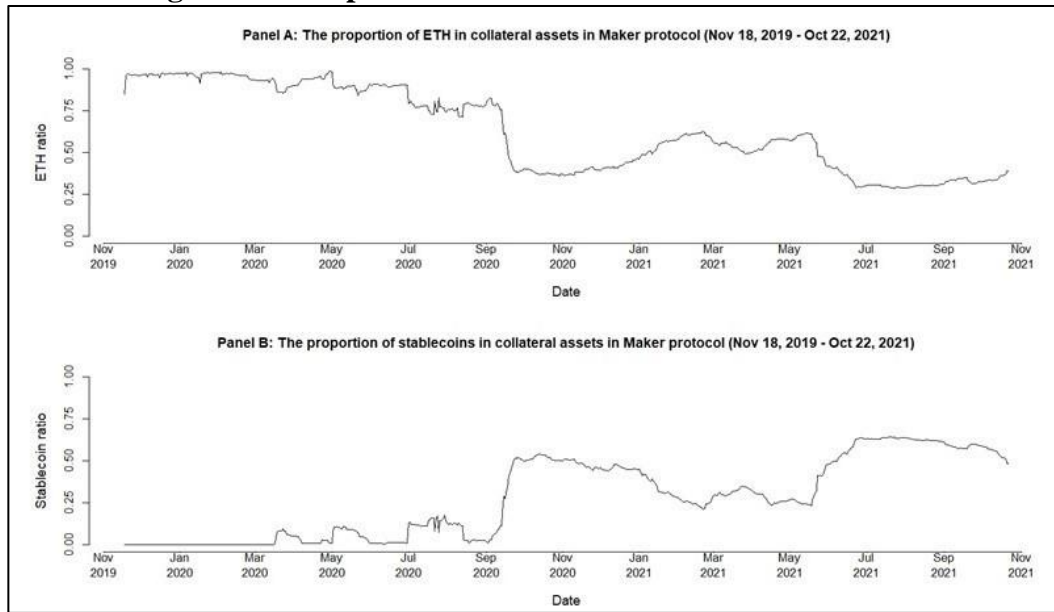 Panel A: The proportion of ETH in collateral assets in Maker protocol (Nov 18, 2019 - Oct 22, 2021)
ETH ratio
1.00
0.75
0.50
0.25
0.00
Nov Jan Mar May Jul Sep Nov Jan Mar May Jul Sep Nov
2019 2020 2020 2020 2020 2020 2020 2021 2021 2021 2021 2021 2021
Date
Panel B: The proportion of stablecoins in collateral assets in Maker protocol (Nov 18, 2019 - Oct 22, 2021)
Stablecoin ratio
1.00
0.75
0.50
0.25
0.00
Nov Jan Mar May Jul Sep Nov Jan Mar May Jul Sep Nov
2019 2020 2020 2020 2020 2020 2020 2021 2021 2021 2021 2021 2021
Date